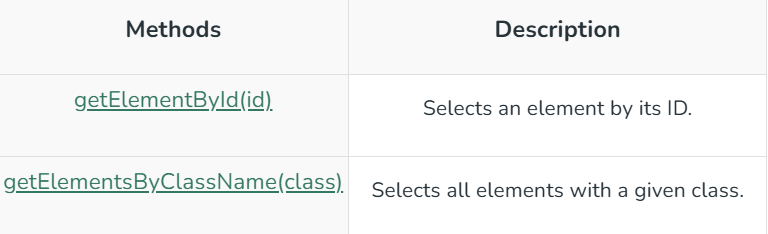 Methods Description
getElementById(id) Selects an element by its ID.
getElementsByClassName(class) Selects all elements with a given class.